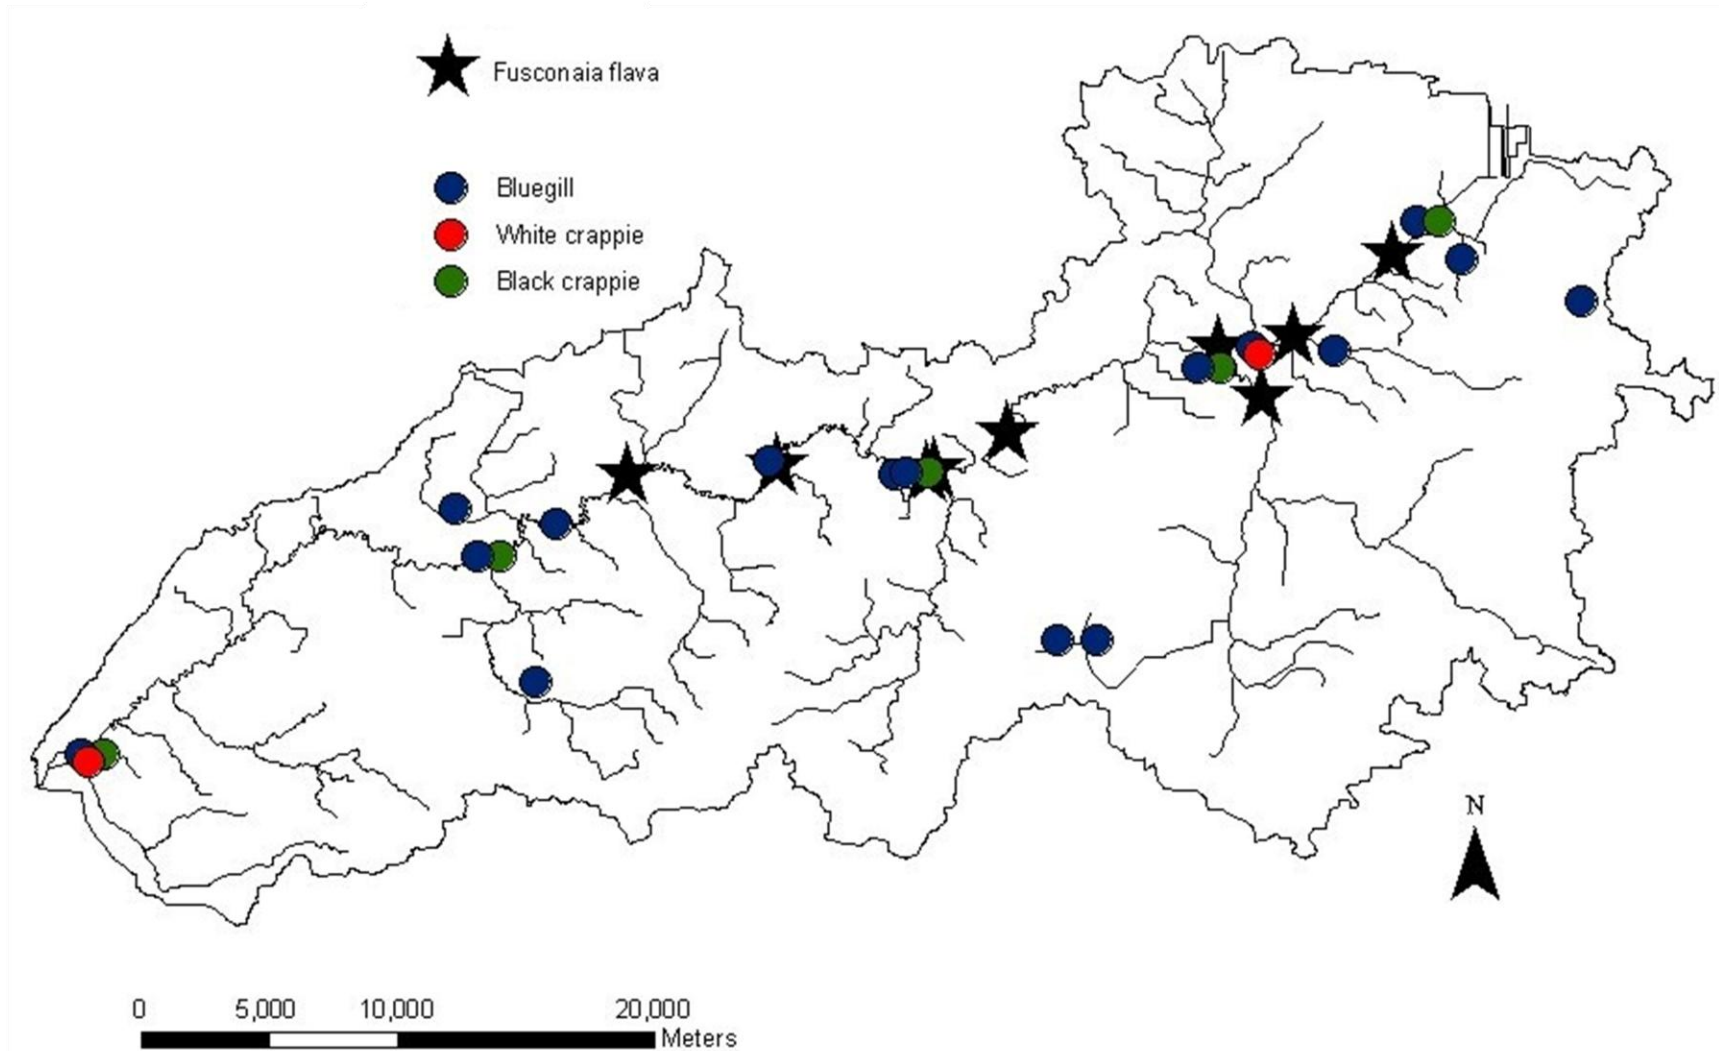 Fusconaia flava
Bluegill
White crappie
Black crappie
N
0 5,000 10,000 20,000
Meters